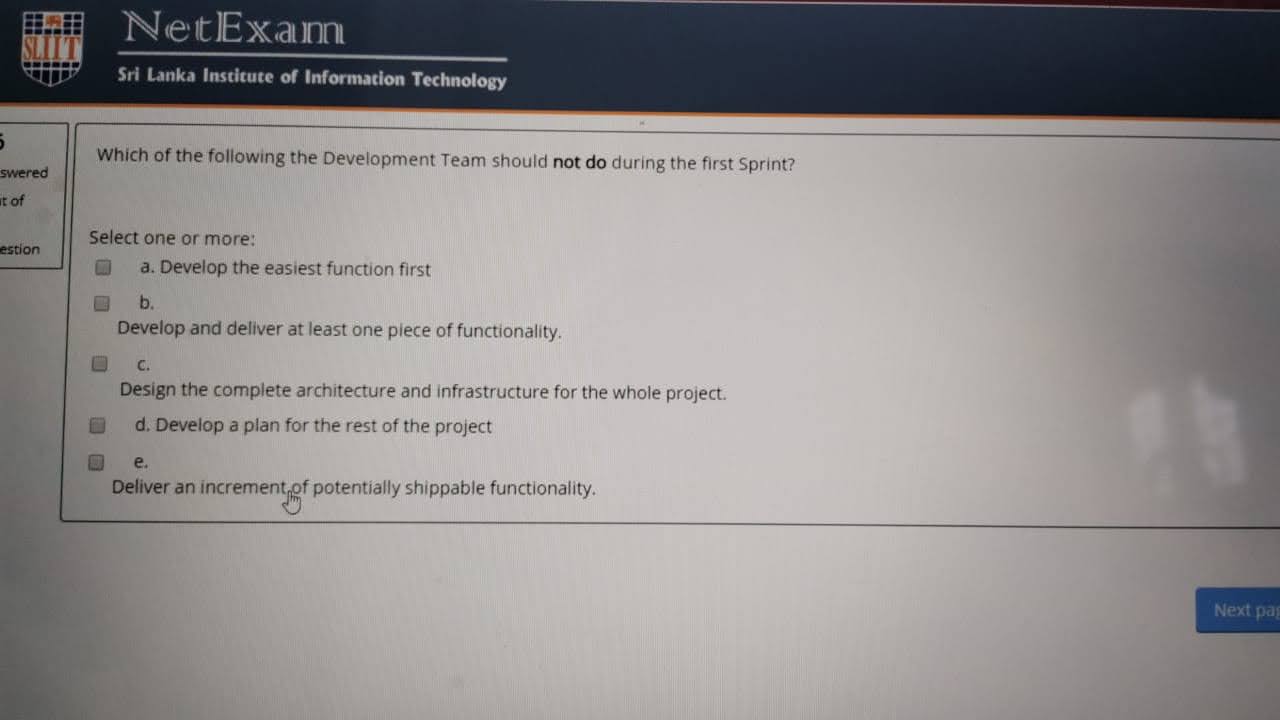 SLIIT
NetExam
Sri Lanka Institute of Information Technology
swered
t of
estion
Which of the following the Development Team should not do during the first Sprint?
Select one or more:
a. Develop the easiest function first
b.
Develop and deliver at least one piece of functionality.
c.
Design the complete architecture and infrastructure for the whole project.
d. Develop a plan for the rest of the project
e.
Deliver an increment of potentially shippable functionality.
Next pag